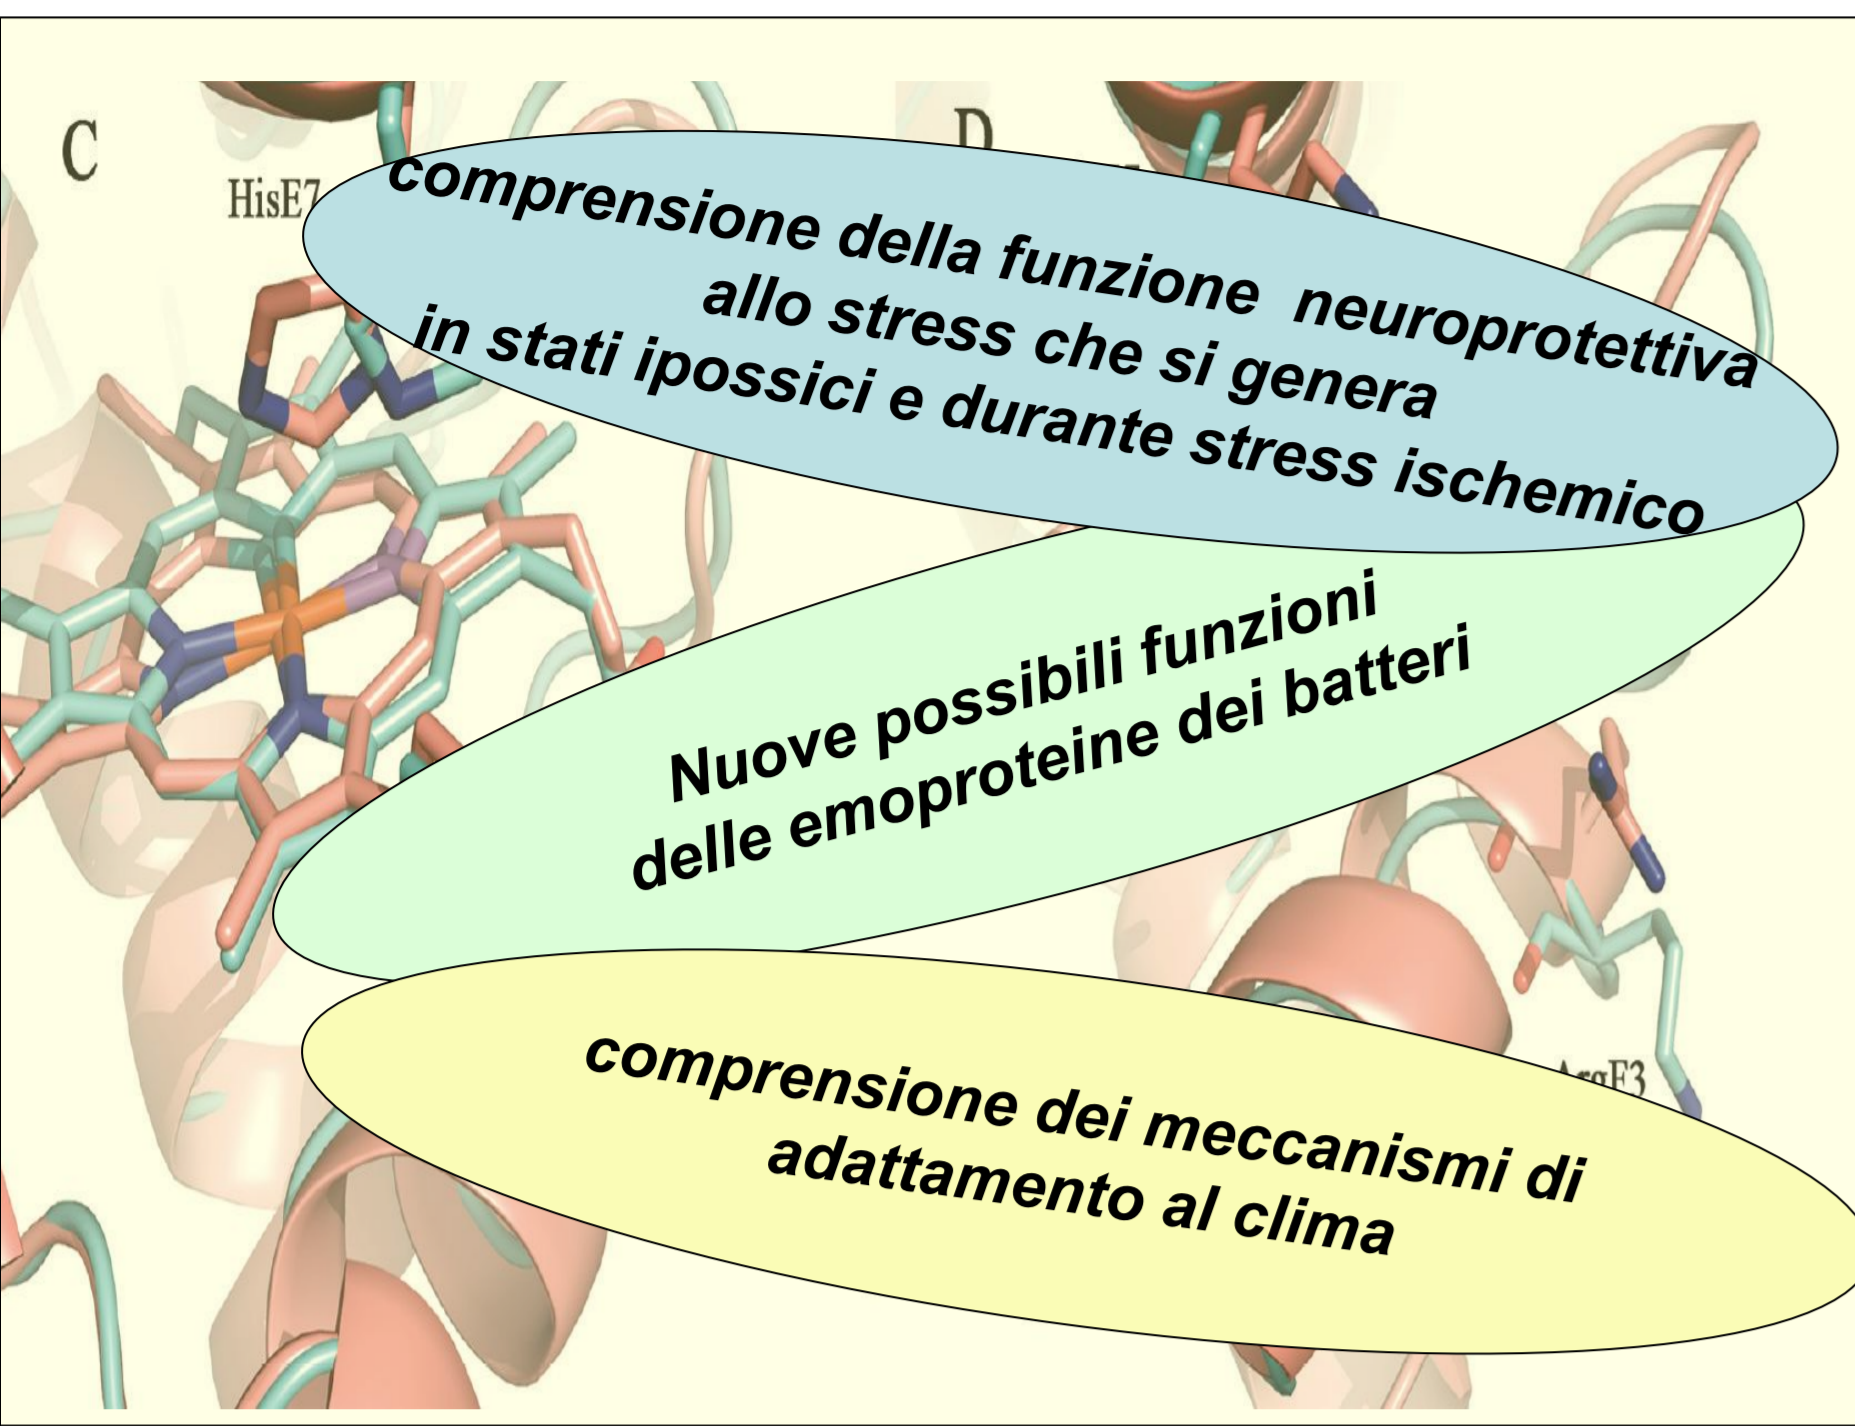 C
D
HisE7
comprensione della funzione neuroprotettiva
allo stress che si genera
in stati ipossici e durante stress ischemico
Nuove possibili funzioni
delle emoproteine dei batteri
ArgE3
comprensione dei meccanismi di
adattamento al clima